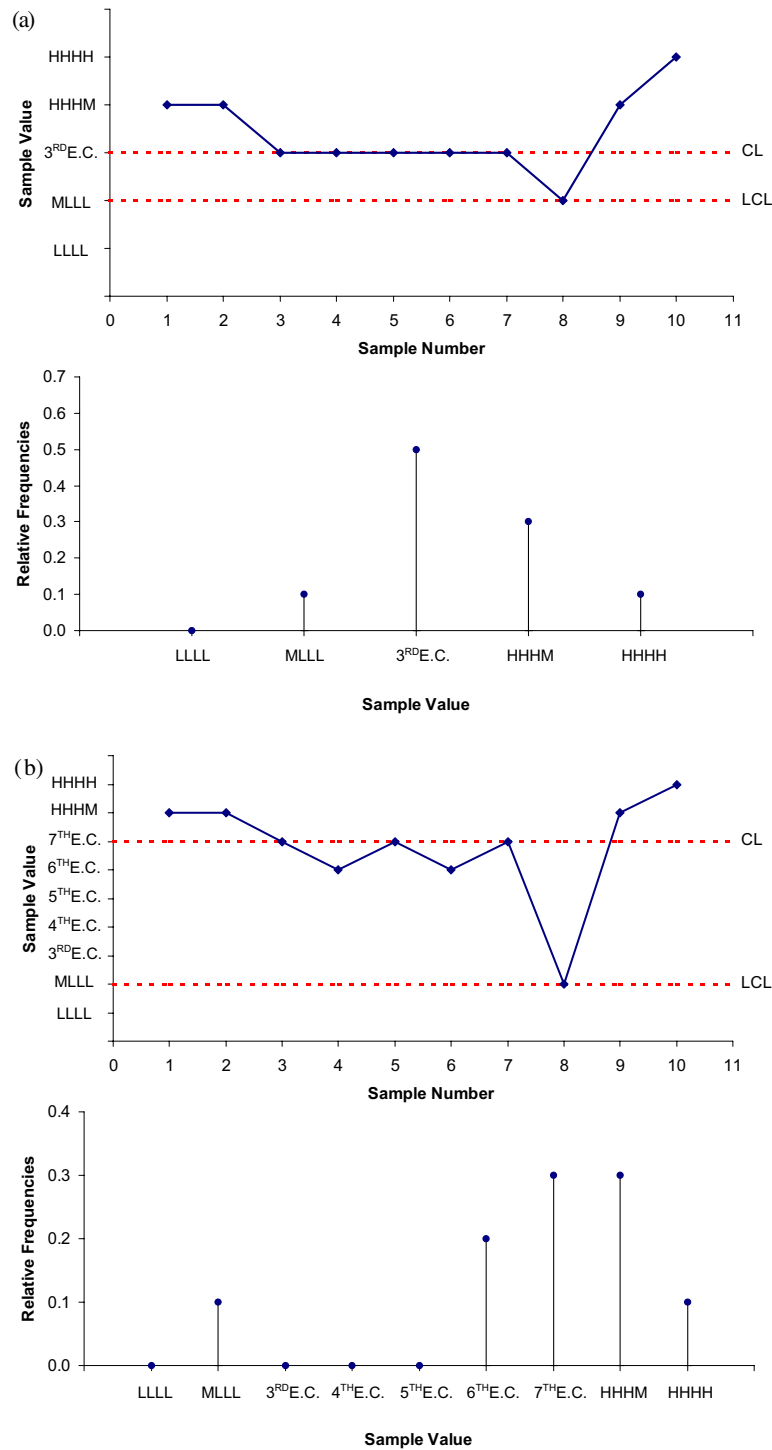 (a)
HHHH
HHHM
3RDE.C.
MLLL
LLLL
Sample Value
CL
LCL
0 1 2 3 4 5 6 7 8 9 10 11
Sample Number
0.7
0.6
0.5
0.4
0.3
0.2
0.1
0.0
Relative Frequencies
LLLL MLLL 3RDE.C. HHHM HHHH
Sample Value
(b)
HHHH
HHHM
7THE.C.
6THE.C.
5THE.C.
4THE.C.
3RDE.C.
MLLL
LLLL
Sample Value
CL
LCL
0 1 2 3 4 5 6 7 8 9 10 11
Sample Number
0.4
0.3
0.2
0.1
0.0
Relative Frequencies
LLLL MLLL 3RDE.C. 4THE.C. 5THE.C. 6THE.C. 7THE.C. HHHM HHHH
Sample Value